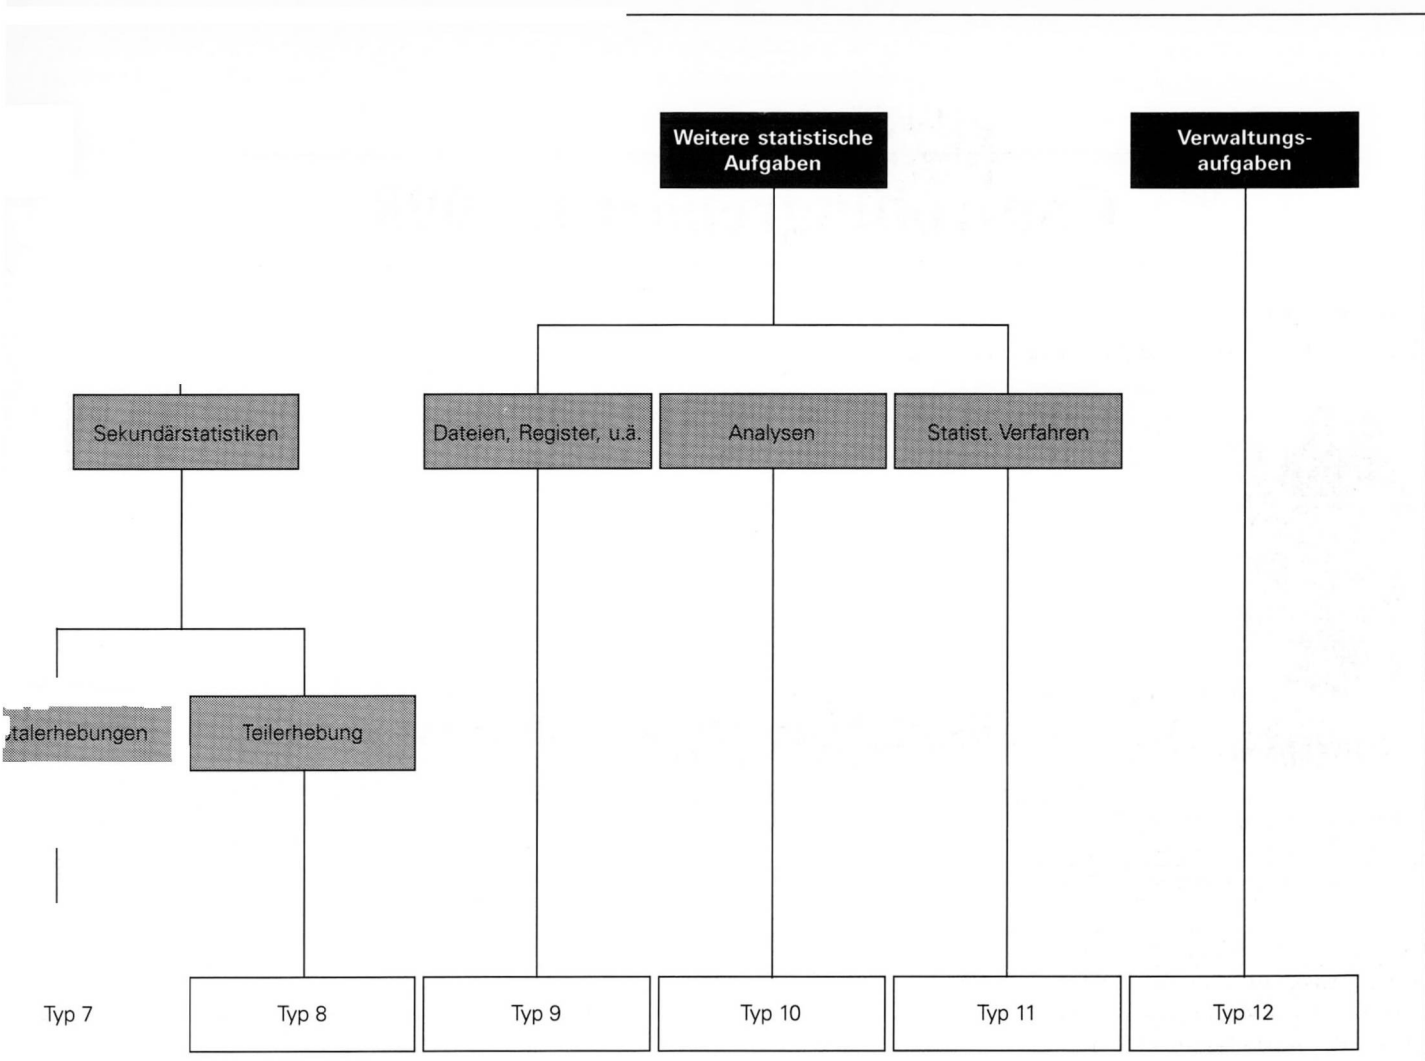 Weitere statistische
Aufgaben
Verwaltungs-
aufgaben
Sekundärstatistiken
Dateien, Register, u.ä.
Analysen
Statist. Verfahren
talerhebungen
Teilerhebung
Typ 7
Typ 8
Typ 9
Typ 10
Typ 11
Typ 12